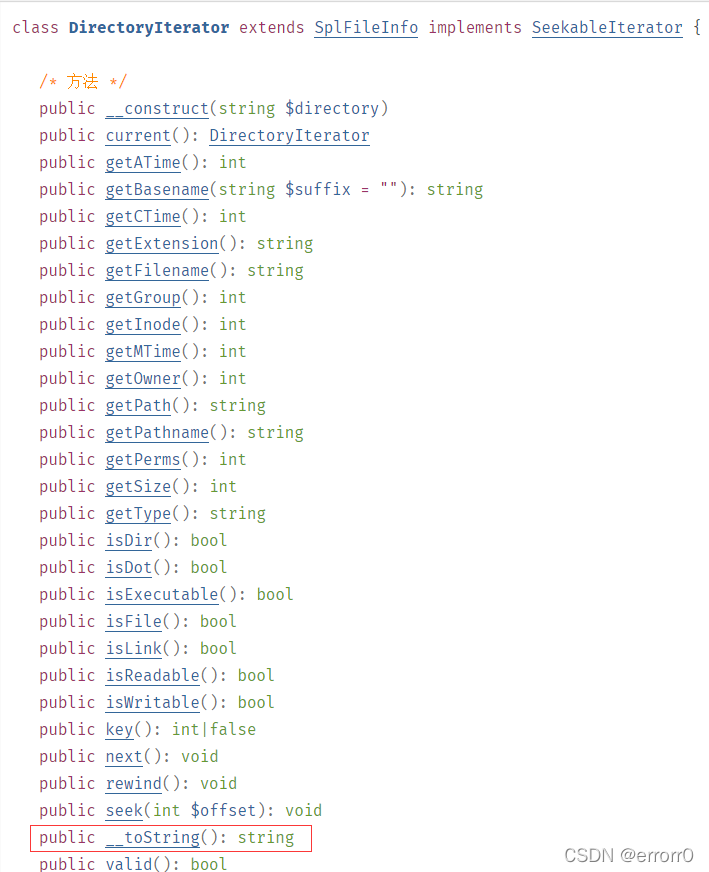 class DirectoryIterator extends SplFileInfo implements SeekableIterator {
/* 方法 */
public __construct(string $directory)
public current(): DirectoryIterator
public getATime(): int
public getBasename(string $suffix = ""): string
public getCTime(): int
public getExtension(): string
public getFilename(): string
public getGroup(): int
public getInode(): int
public getMTime(): int
public getOwner(): int
public getPath(): string
public getPathname(): string
public getPerms(): int
public getSize(): int
public getType(): string
public isDir(): bool
public isDot(): bool
public isExecutable(): bool
public isFile(): bool
public isLink(): bool
public isReadable(): bool
public isWritable(): bool
public key(): int|false
public next(): void
public rewind(): void
public seek(int $offset): void
public __toString(): string
public valid(): bool
CSDN @errorr0